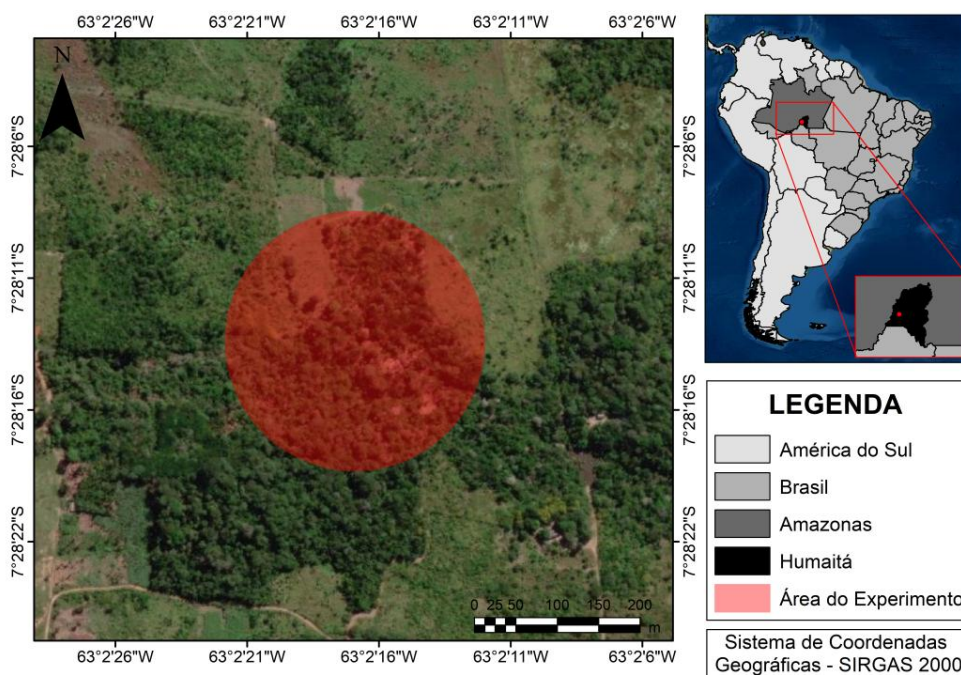 63°2'26"W 63°2'21"W 63°2'16"W 63°2'11"W 63°2'6"W
N
7°28'6"S 7°28'6"S
7°28'11"S 7°28'11"S
7°28'16"S 7°28'16"S
7°28'22"S 7°28'22"S
0 25 50 100 150 200
m
63°2'26"W 63°2'21"W 63°2'16"W 63°2'11"W 63°2'6"W
LEGENDA
América do Sul
Brasil
Amazonas
Humaitá
Área do Experimento
Sistema de Coordenadas
Geográficas - SIRGAS 2000